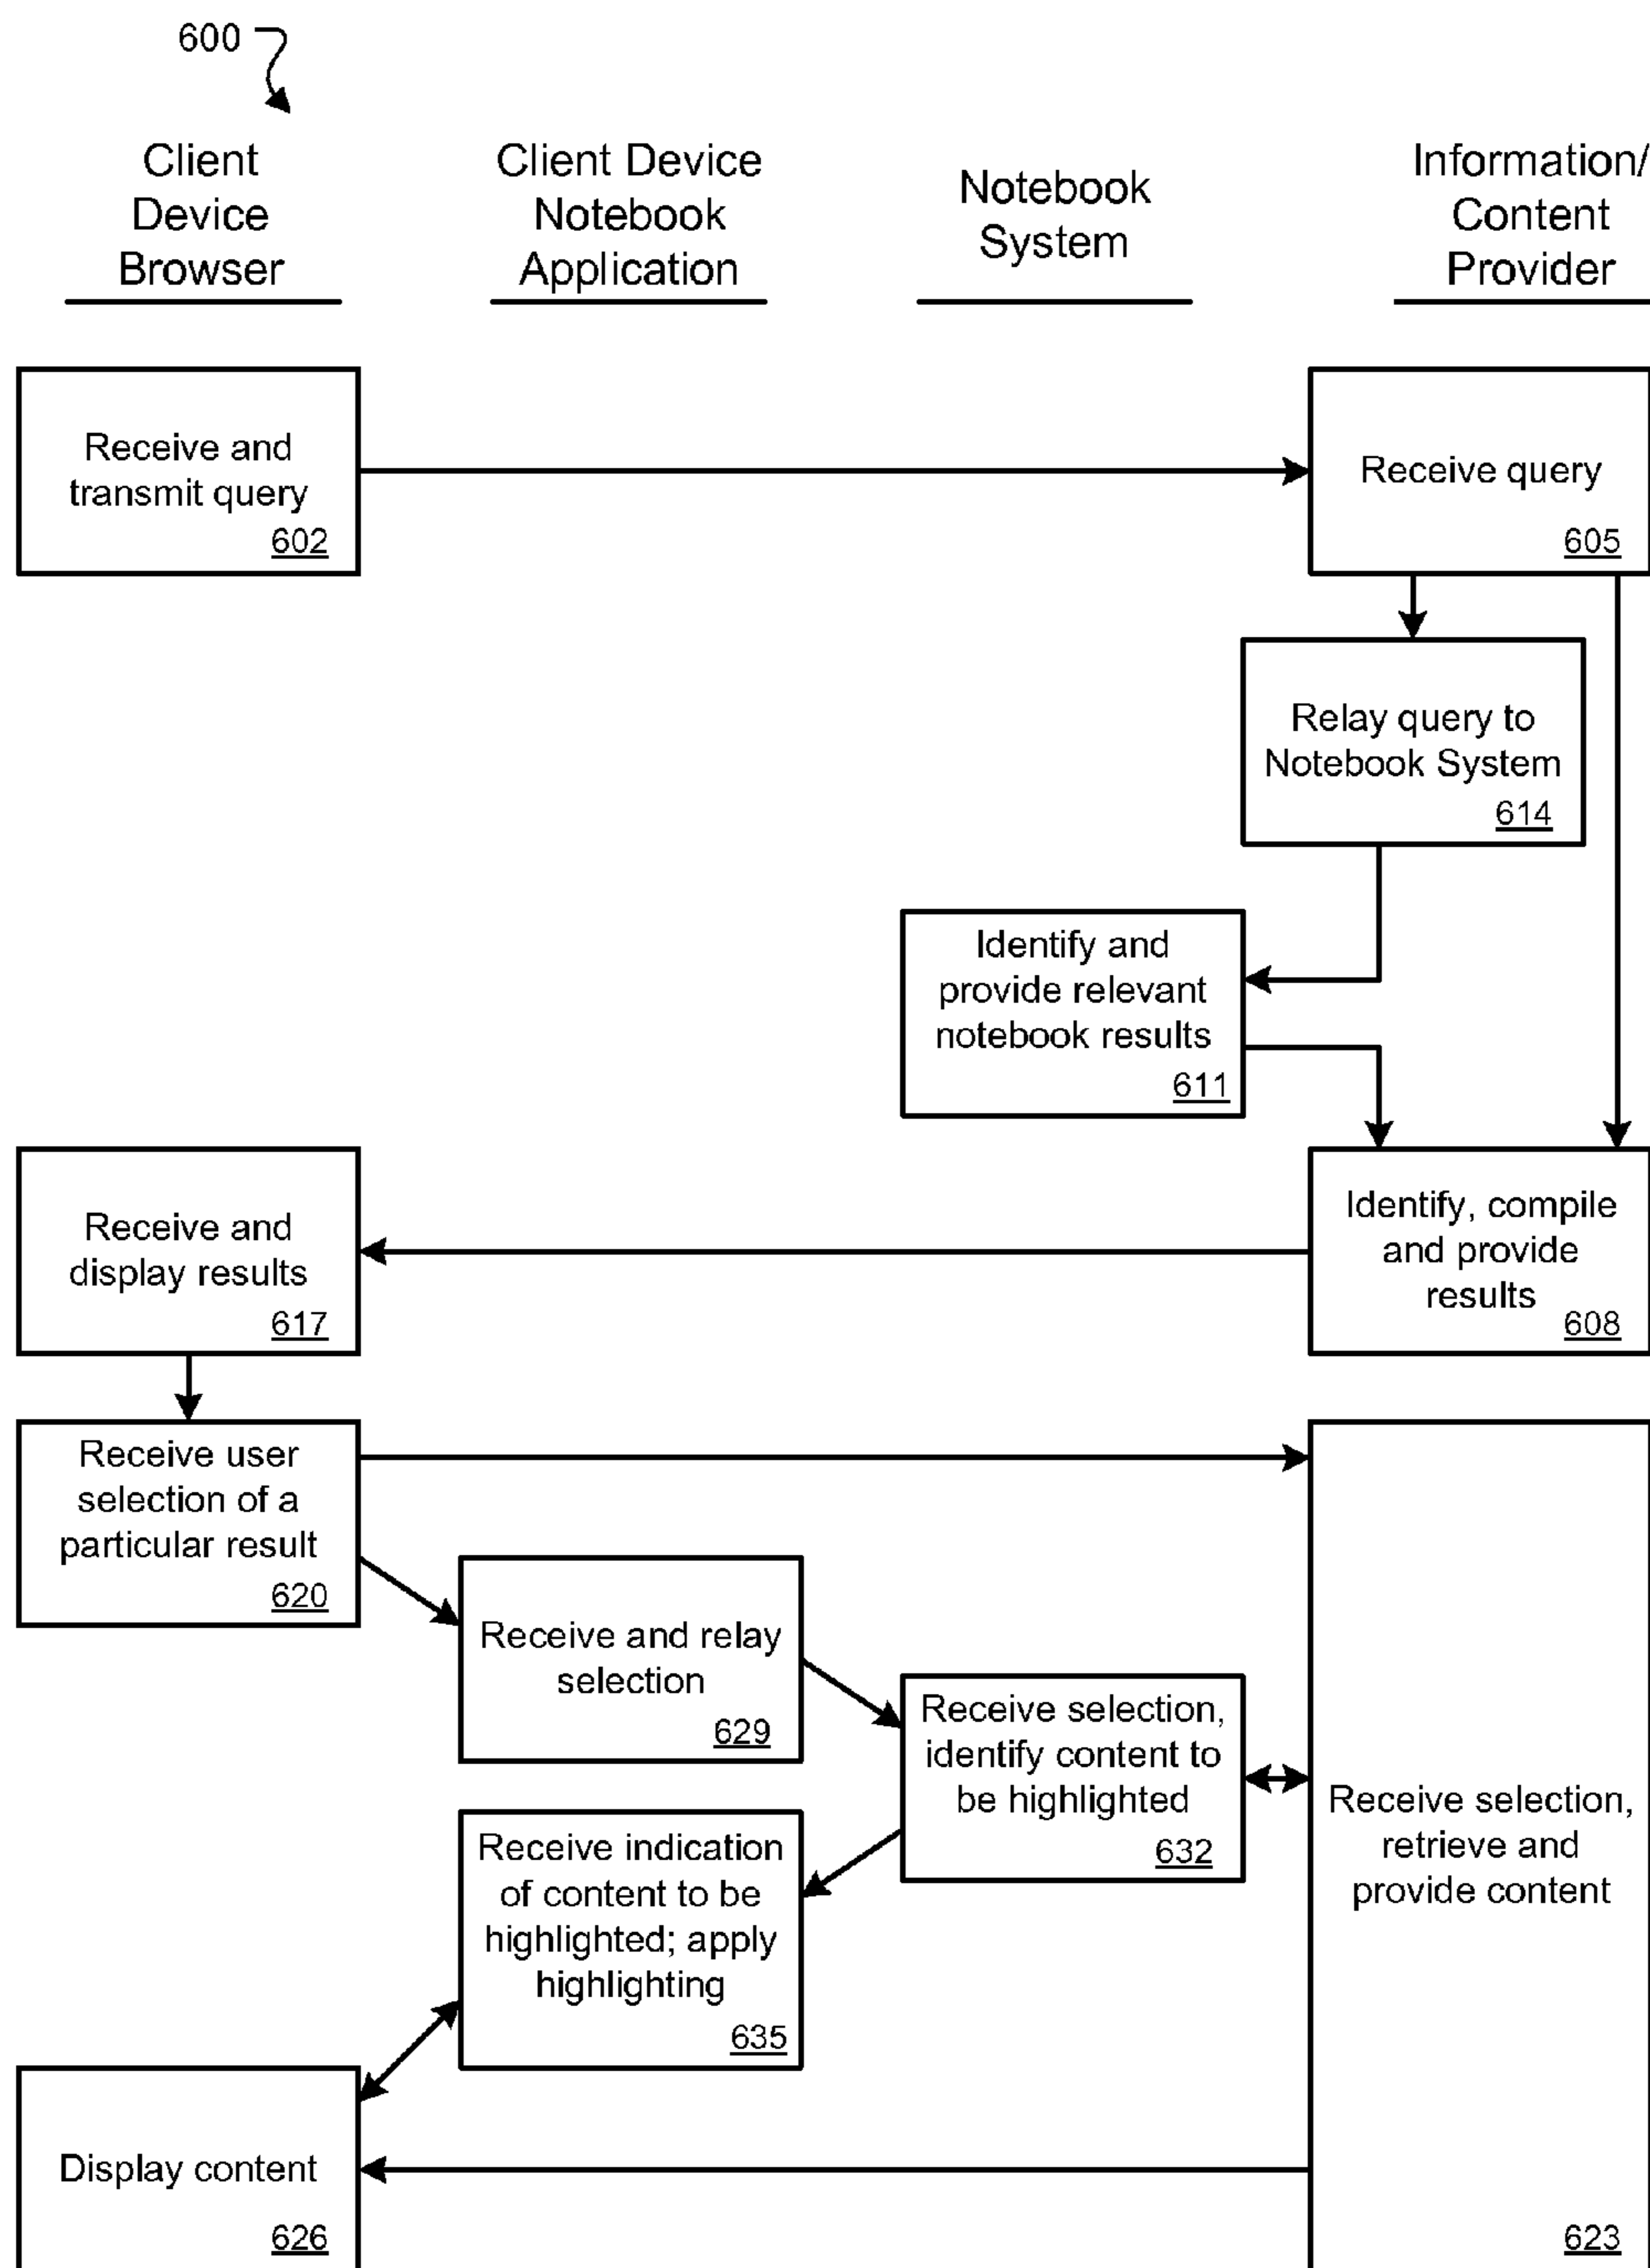 600
Client
Device
Browser
Client Device
Notebook
Application
Notebook
System
Information/
Content
Provider
Receive and
transmit query
602
Receive query
605
Relay query to
Notebook System
614
Identify and
provide relevant
notebook results
611
Receive and
display results
617
Identify, compile
and provide
results
608
Receive user
selection of a
particular result
620
Receive and relay
selection
629
Receive selection,
identify content to
be highlighted
632
Receive selection,
retrieve and
provide content
623
Receive indication
of content to be
highlighted; apply
highlighting
635
Display content
626